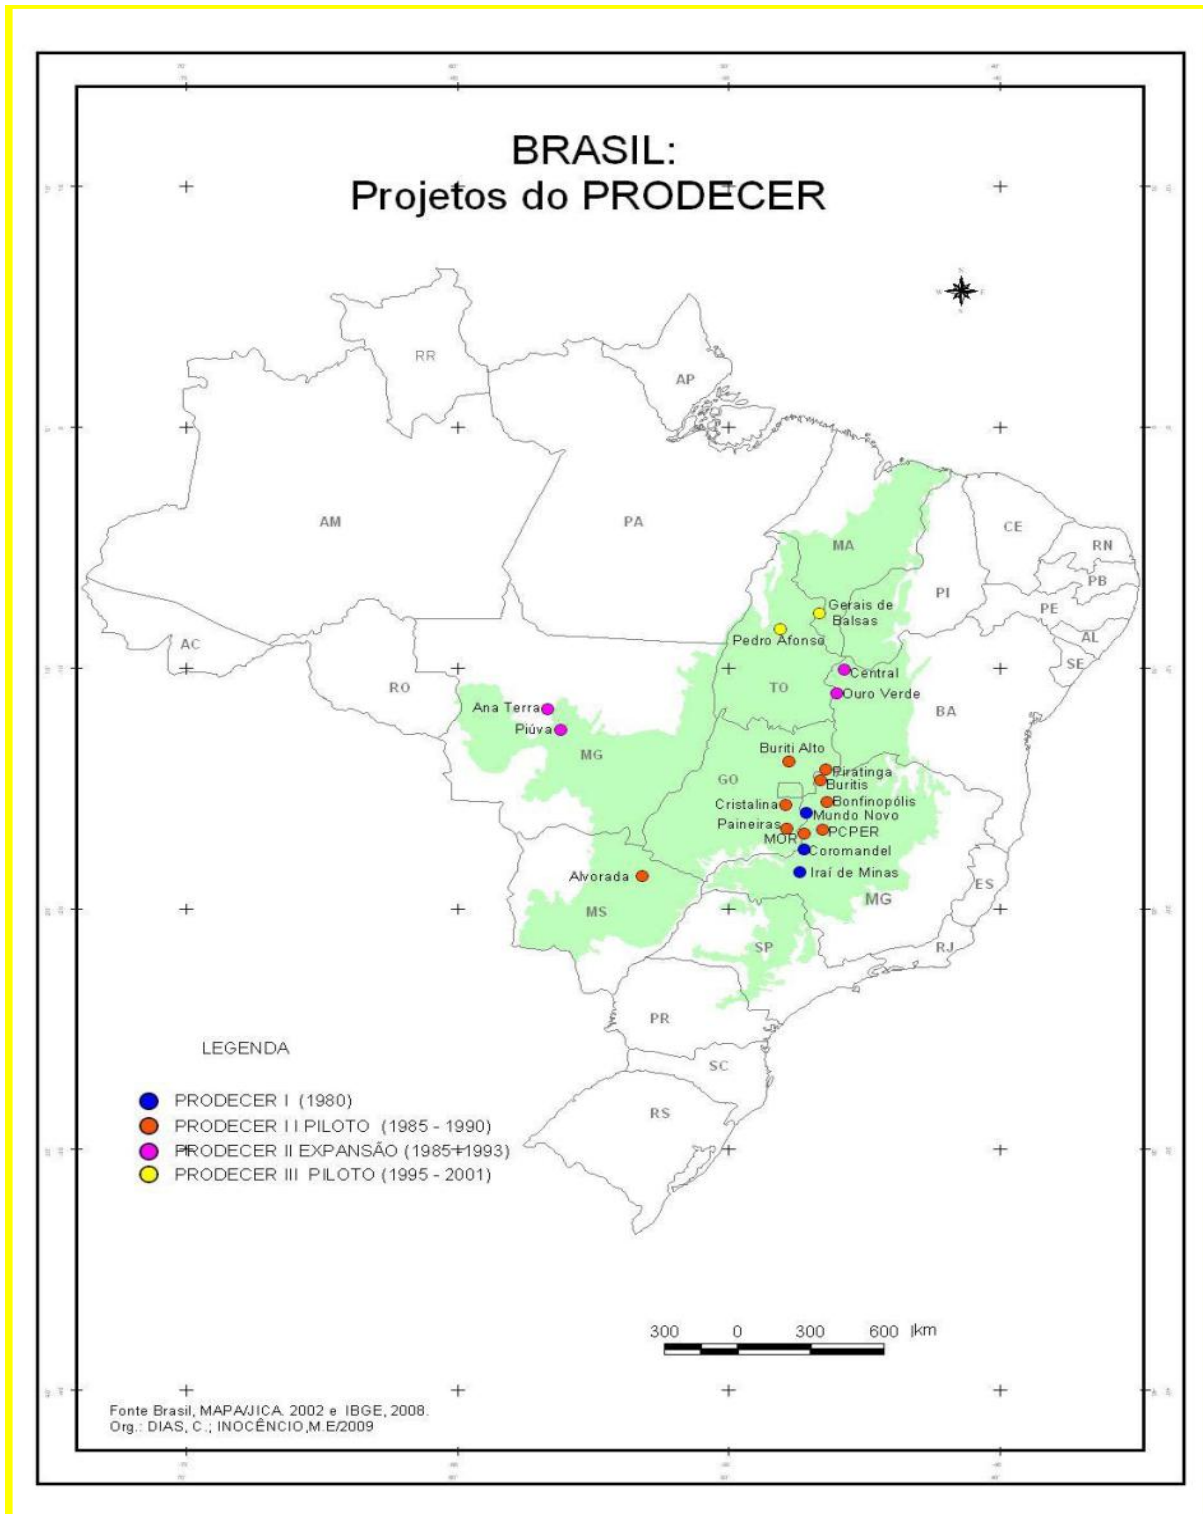 BRASIL:
Projetos do PRODECER
N
W
E
S
RR
AP
AM
PA
MA
CE
RN
PB
PI
PE
AL
SE
AC
RO
TO
BA
Gerais de
Balsas
Pedro Afonso
Central
Ouro Verde
Ana Terra
Piúva
MG
Buriti Alto
GO
Piratinga
Buritis
Cristalina
Bonfinopólis
Mundo Novo
Paineiras
PCPER
MOR
Coromandel
Alvorada
Iraí de Minas
ES
MG
MS
SP
RJ
PR
SC
RS
LEGENDA
PRODECER I (1980)
PRODECER I I PILOTO (1985 - 1990)
PRODECER II EXPANSÃO (1985 - 1993)
PRODECER III PILOTO (1995 - 2001)
300 0 300 600 km
Fonte Brasil, MAPA/JICA. 2002 e IBGE, 2008.
Org.: DIAS, C.; INOCÊNCIO,M.E/2009